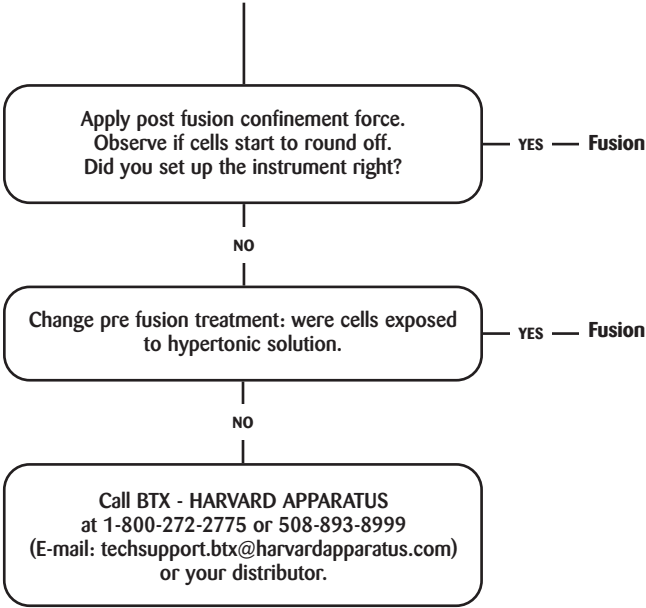 Apply post fusion confinement force.
Observe if cells start to round off.
Did you set up the instrument right?
YES
Fusion
NO
Change pre fusion treatment: were cells exposed
to hypertonic solution.
YES
Fusion
NO
Call BTX - HARVARD APPARATUS
at 1-800-272-2775 or 508-893-8999
(E-mail: techsupport.btx@harvardapparatus.com)
or your distributor.